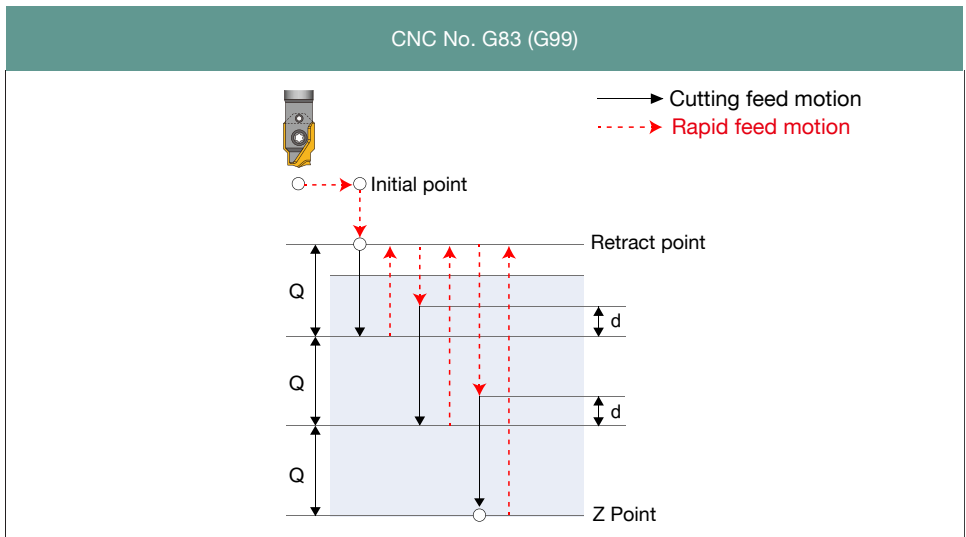 CNC No. G83 (G99)
Cutting feed motion
Rapid feed motion
Initial point
Retract point
Q
d
Q
d
Q
Z Point